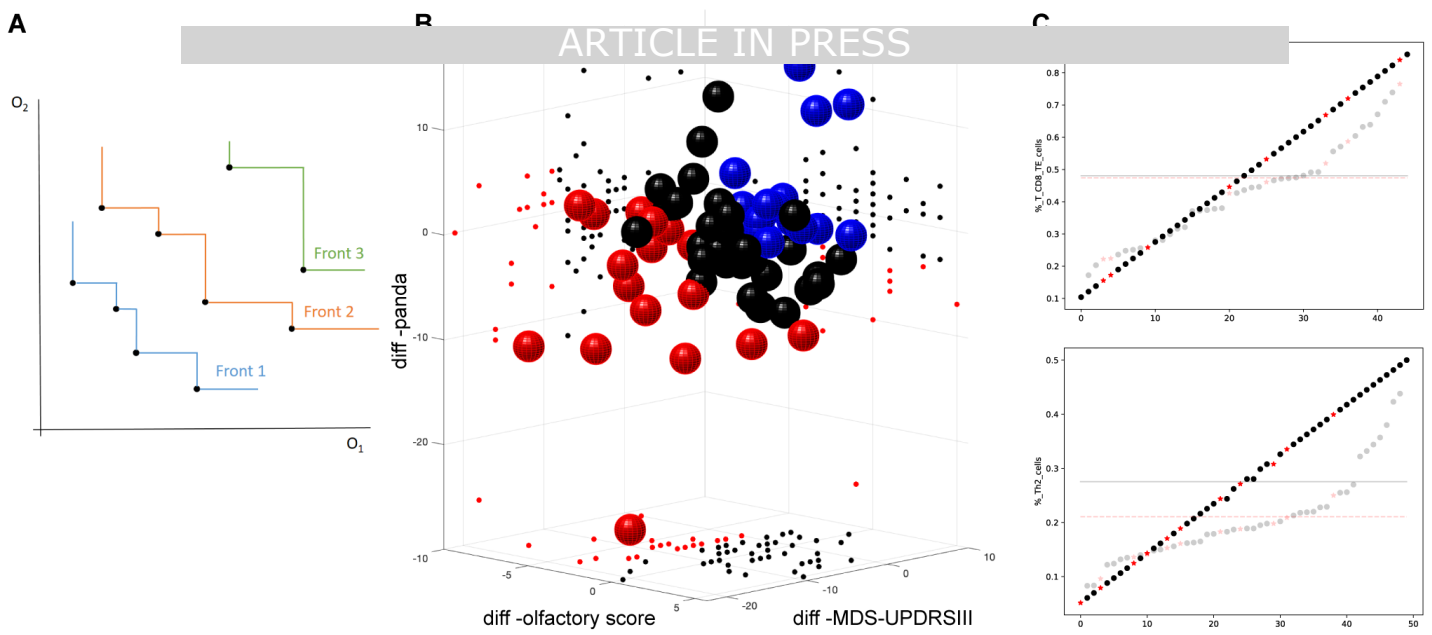 ARTICLE IN PRESS
A
B
C
O2
Front 3
Front 2
Front 1
O1
10
0
-10
-20
-10
diff -panda
-5
0
5
diff -olfactory score
-20
-10
0
10
diff -MDS-UPDRSIII
0.8
0.7
0.6
0.5
0.4
0.3
0.2
0.1
%_T_CD8_TE_cells
0
10
20
30
40
0.5
0.4
0.3
0.2
0.1
%_Th2_cells
0
10
20
30
40
50